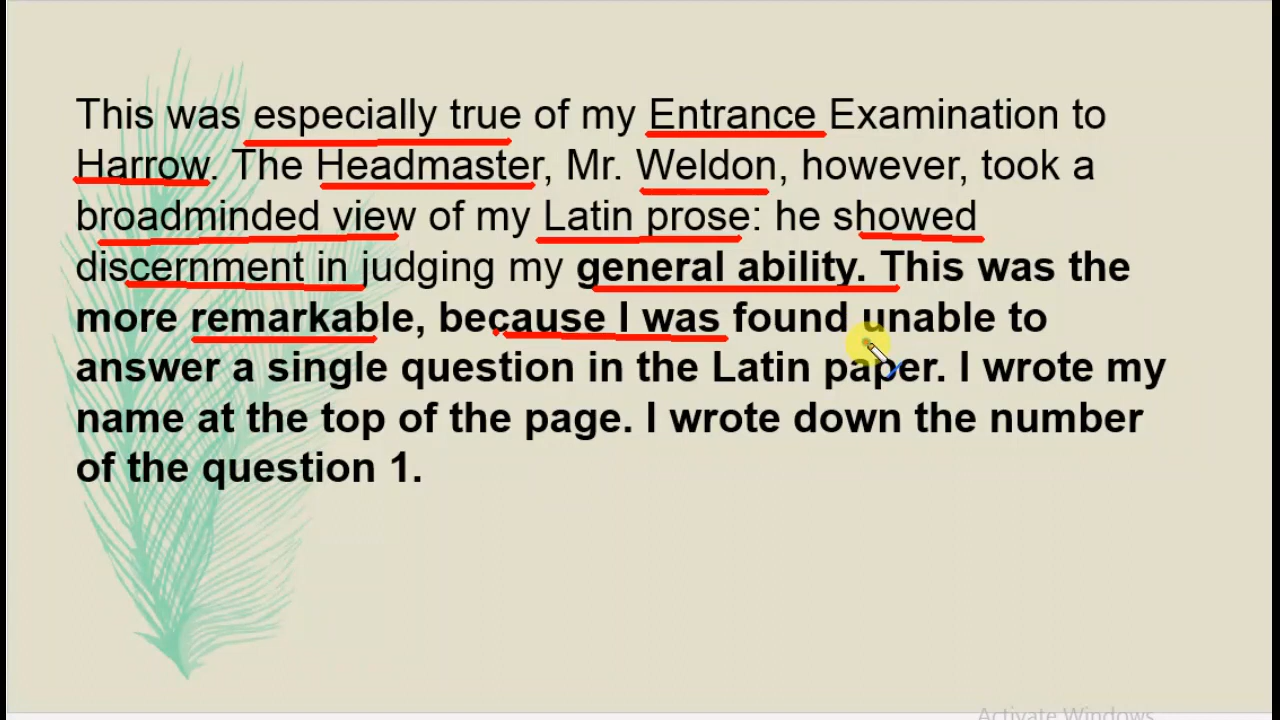 This was especially true of my Entrance Examination to
Harrow. The Headmaster, Mr. Weldon, however, took a
broadminded view of my Latin prose: he showed
discernment in judging my general ability. This was the
more remarkable, because I was found unable to
answer a single question in the Latin paper. I wrote my
name at the top of the page. I wrote down the number
of the question 1.
Activate Windows